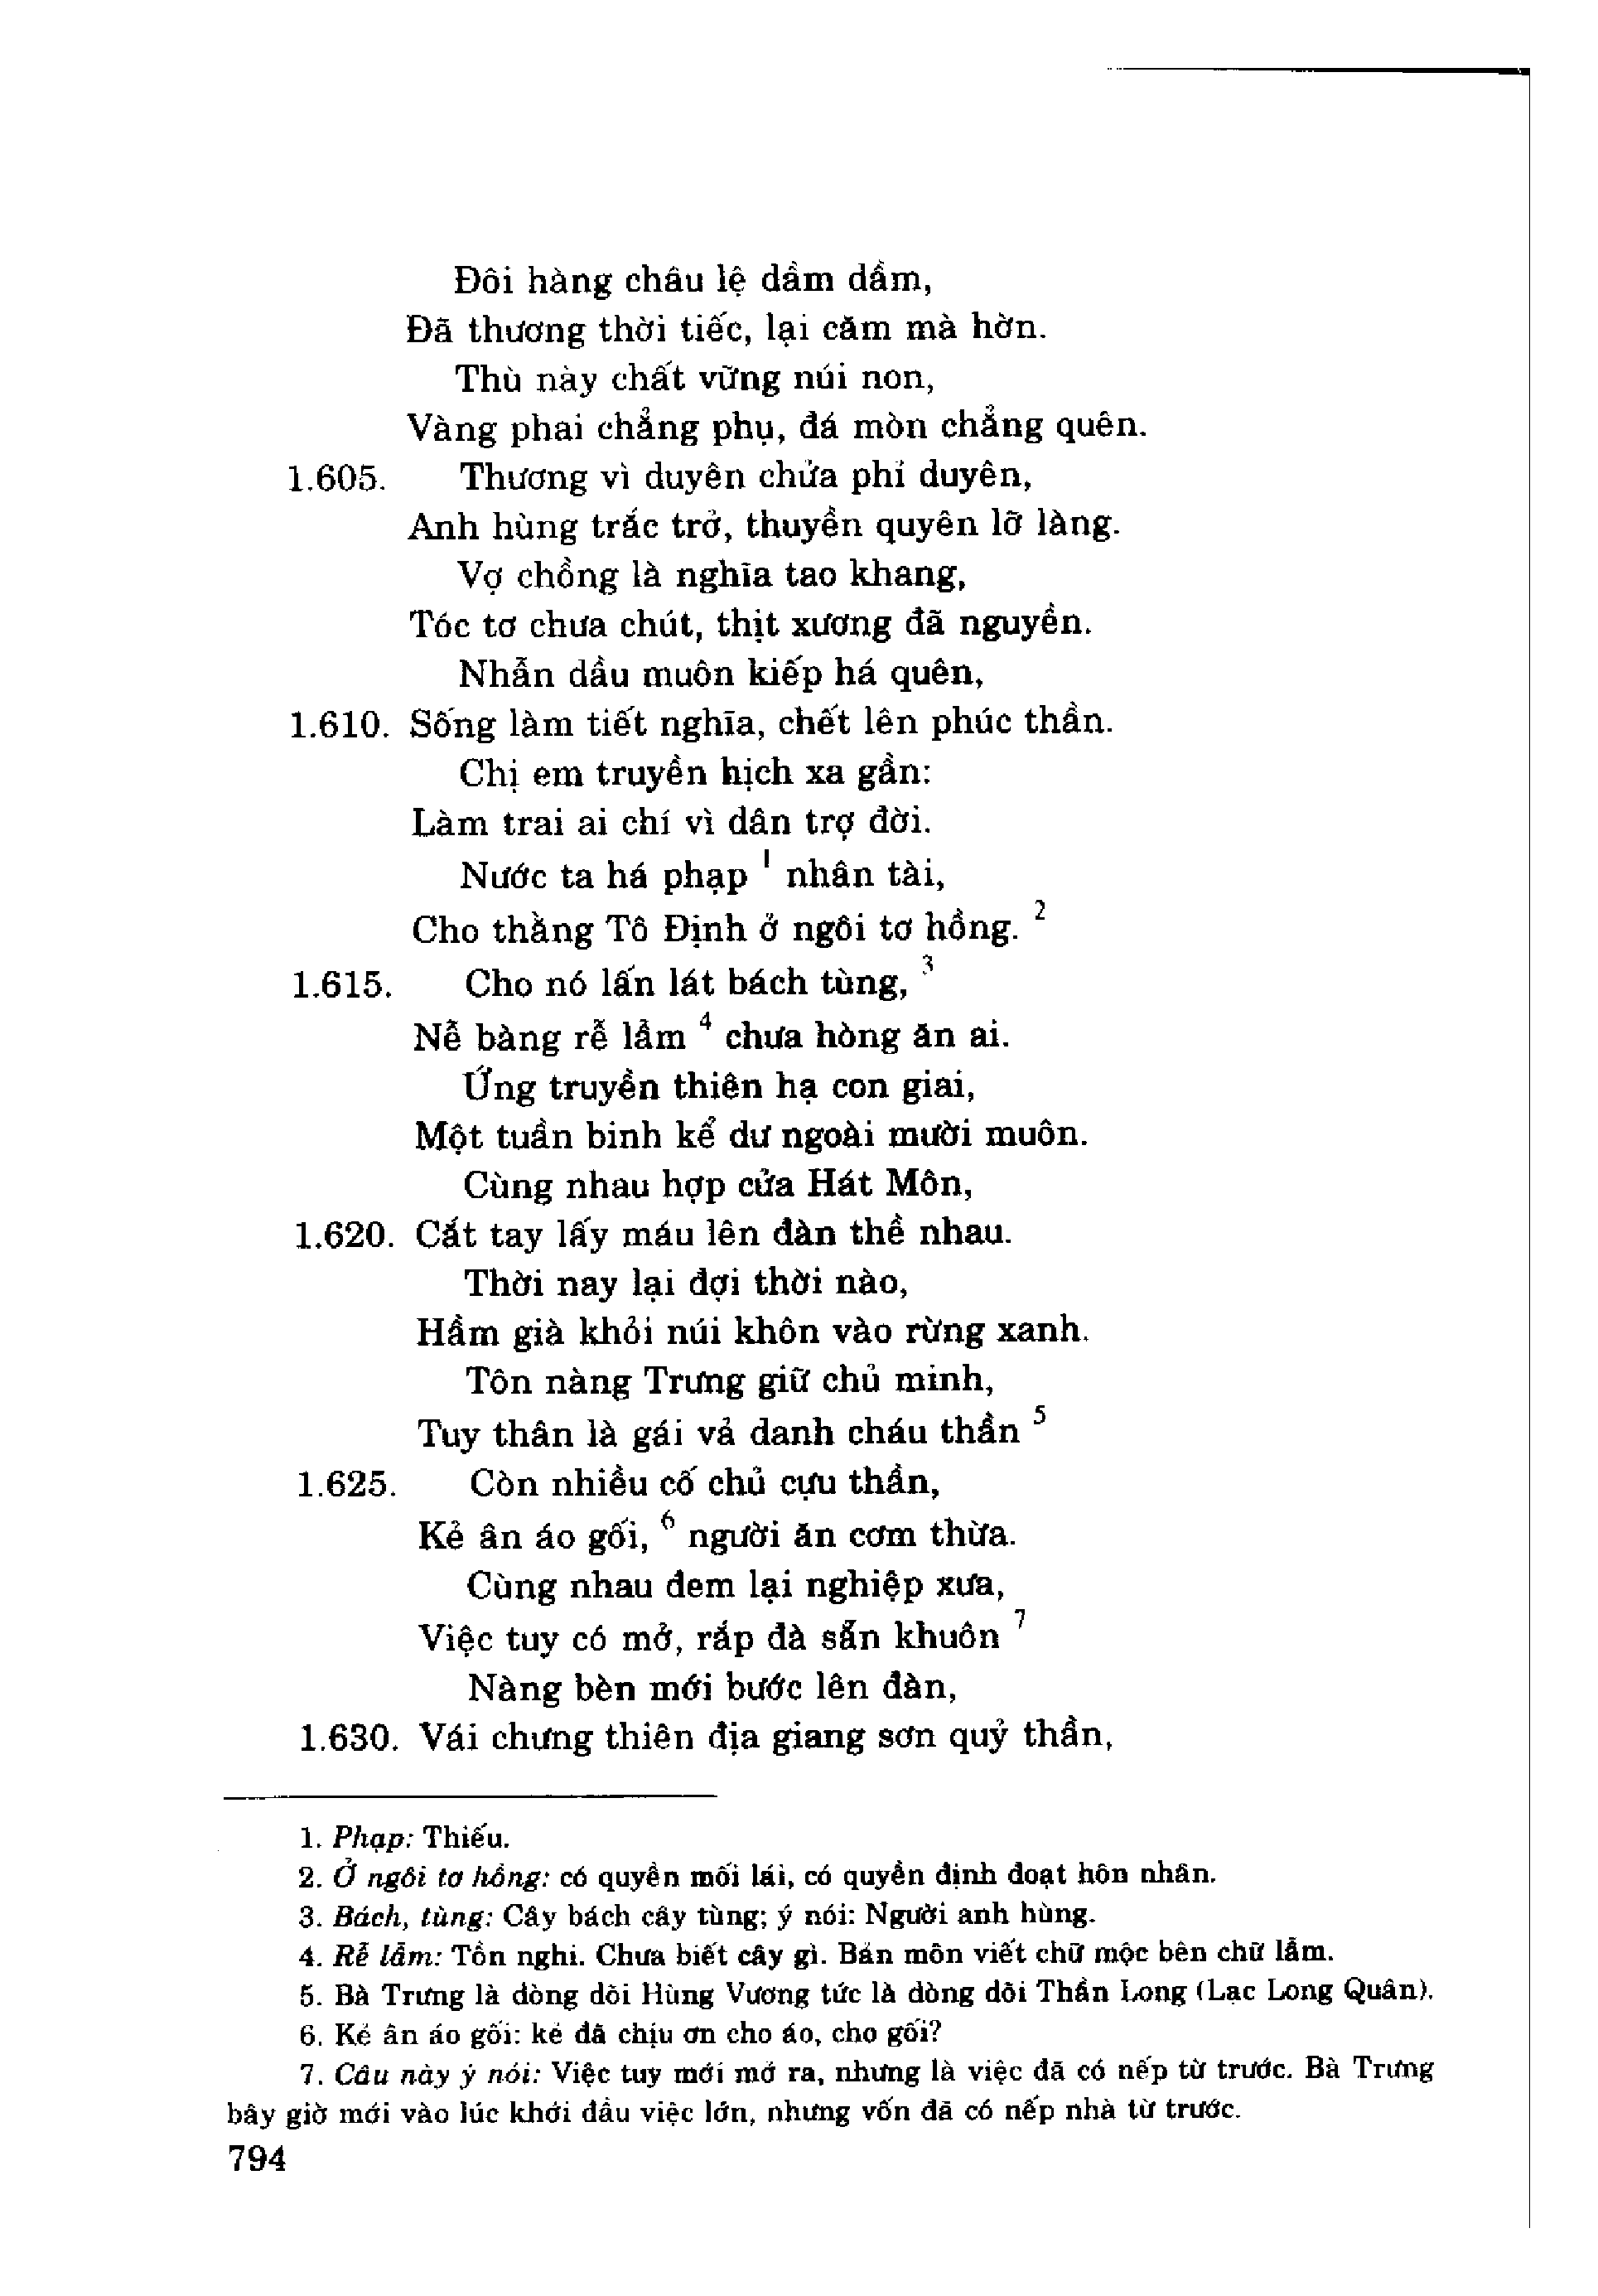 Đôi hàng châu lệ dầm dầm,
Đã thương thời tiếc, lại căm mà hờn.
Thù này chất vững núi non,
Vàng phai chẳng phụ, đá mòn chẳng quên.
1.605. Thương vì duyên chửa phỉ duyên,
Anh hùng trắc trở, thuyền quyên lỡ làng.
Vợ chồng là nghĩa tao khang,
Tóc tơ chưa chút, thịt xương đã nguyền.
Nhẫn dầu muôn kiếp há quên,
1.610. Sống làm tiết nghĩa, chết lên phúc thần.
Chị em truyền hịch xa gần:
Làm trai ai chí vì dân trợ đời.
Nước ta há phạp 1 nhân tài,
Cho thằng Tô Định ở ngôi tơ hồng. 2
1.615. Cho nó lấn lát bách tùng, 3
Nễ bàng rễ lẫm 4 chưa hòng ăn ai.
Ứng truyền thiên hạ con giai,
Một tuần binh kể dư ngoài mười muôn.
Cùng nhau hợp cửa Hát Môn,
1.620. Cắt tay lấy máu lên đàn thề nhau.
Thời nay lại đợi thời nào,
Hầm già khỏi núi khôn vào rừng xanh.
Tôn nàng Trưng giữ chủ minh,
Tuy thân là gái vả danh cháu thần 5
1.625. Còn nhiều cố chủ cựu thần,
Kẻ ân áo gối, 6 người ăn cơm thừa.
Cùng nhau đem lại nghiệp xưa,
Việc tuy có mở, rắp đà sẵn khuôn 7
Nàng bèn mới bước lên đàn,
1.630. Vái chưng thiên địa giang sơn quỷ thần,
1. Phạp: Thiếu.
2. Ở ngôi tơ hồng: có quyền mối lái, có quyền định đoạt hôn nhân.
3. Bách, tùng: Cây bách cây tùng; ý nói: Người anh hùng.
4. Rễ lẫm: Tồn nghi. Chưa biết cây gì. Bản môn viết chữ mộc bên chữ lẫm.
5. Bà Trưng là dòng dõi Hùng Vương tức là dòng dõi Thần Long (Lạc Long Quân).
6. Kẻ ân áo gối: kẻ đã chịu ơn cho áo, cho gối?
7. Câu này ý nói: Việc tuy mới mở ra, nhưng là việc đã có nếp từ trước. Bà Trưng
bây giờ mới vào lúc khởi đầu việc lớn, nhưng vốn đã có nếp nhà từ trước.
794